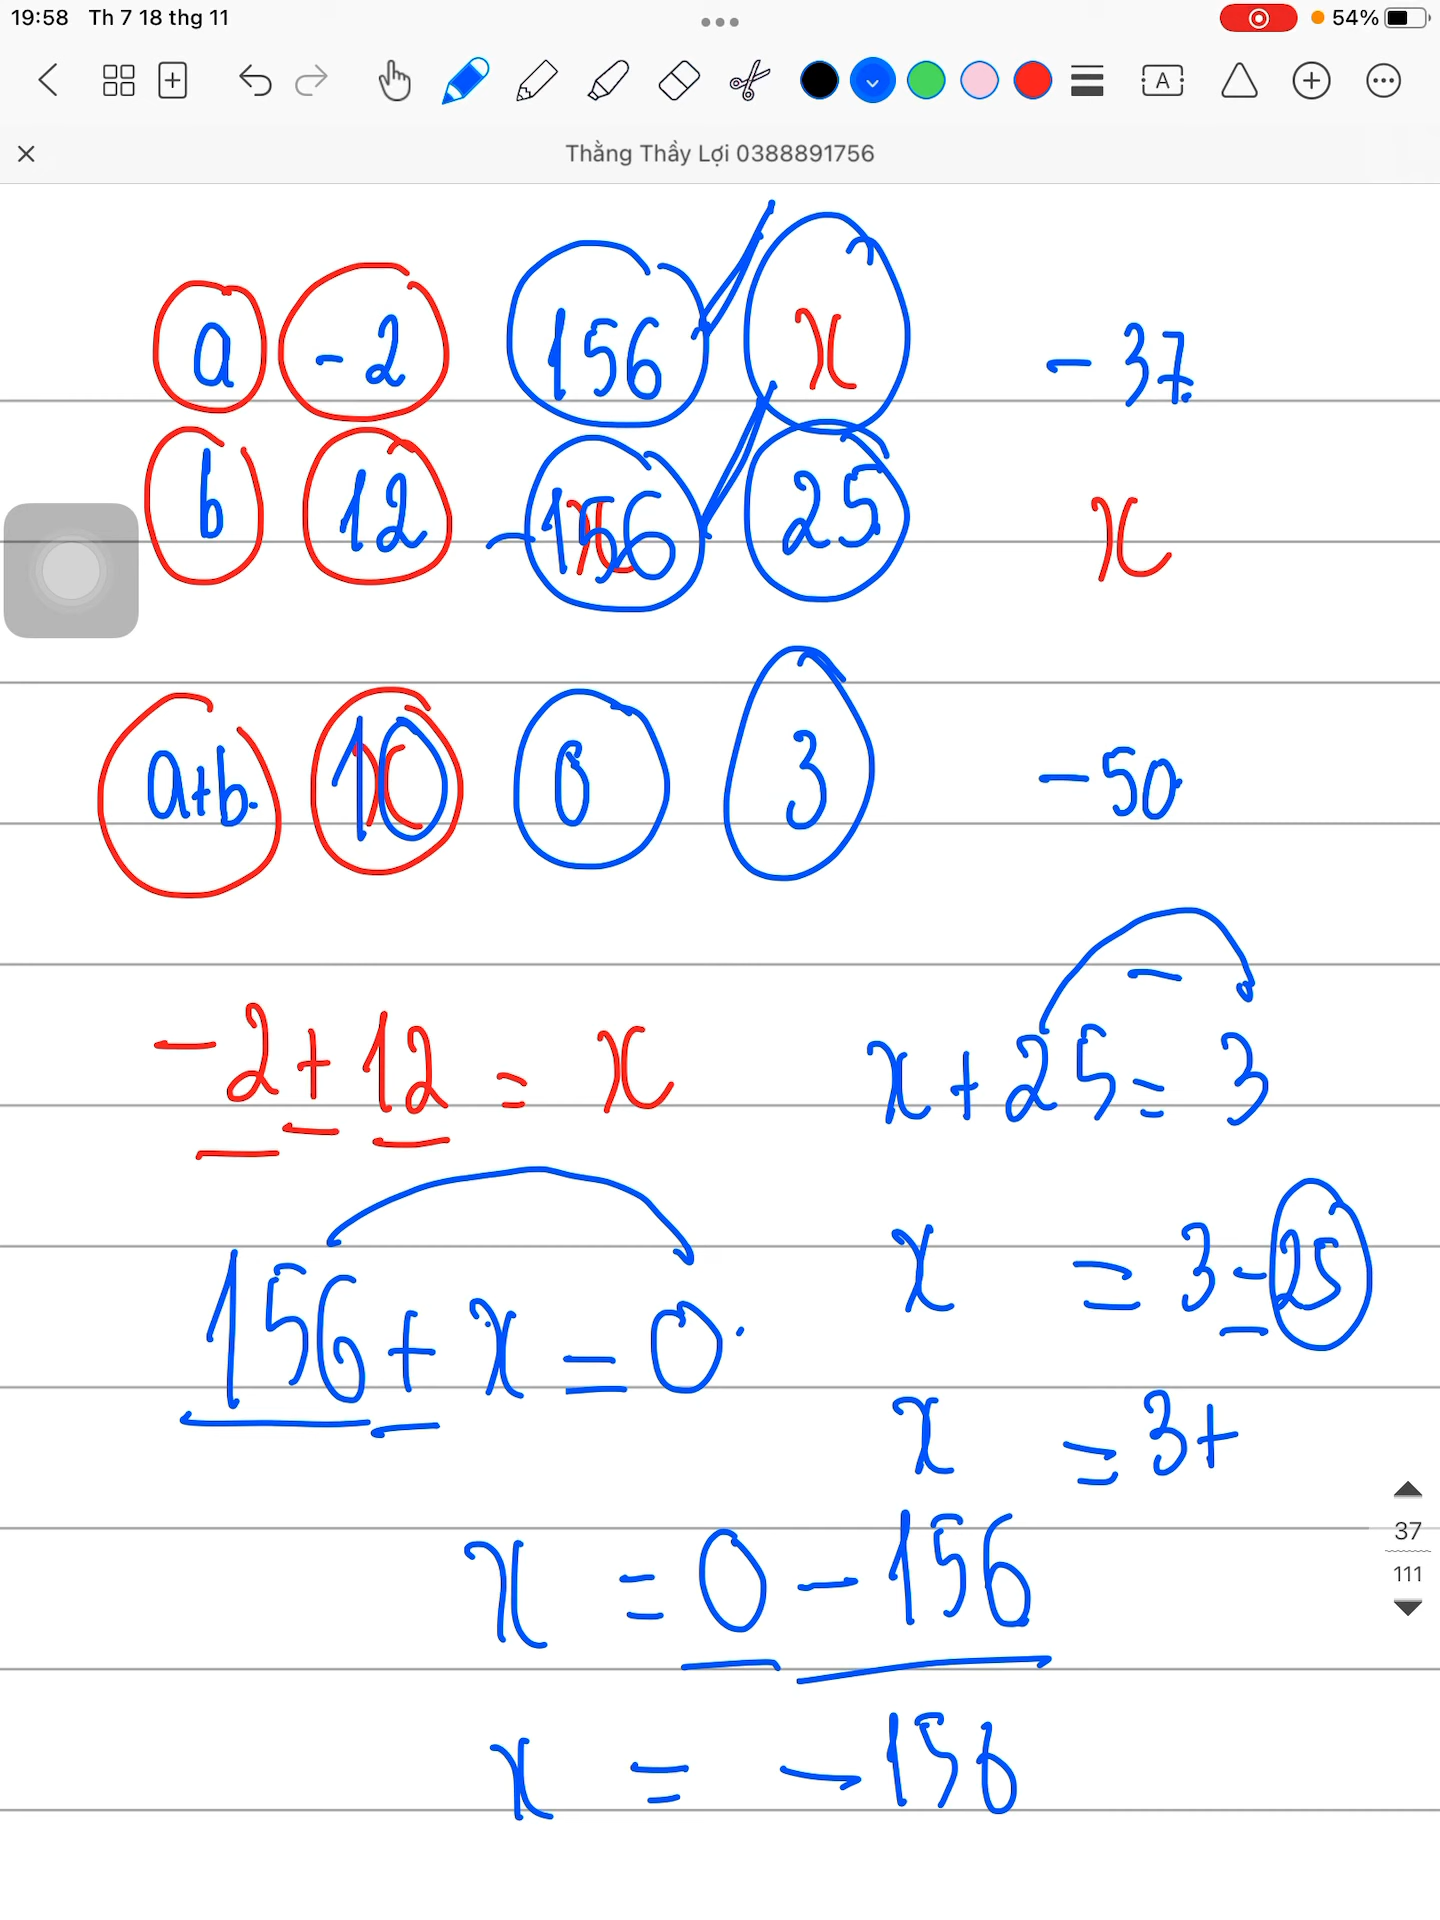 19:58 Th 7 18 thg 11 54%
A
Thằng Thầy Lợi 0388891756
a -2 156 x -37
b 12 -156 25 x
a+b 10 0 3 -50
-2 + 12 = x
x + 25 = 3
156 + x = 0
x = 3 - 25
x = 3 +
x = 0 - 156
x = -156
37
111